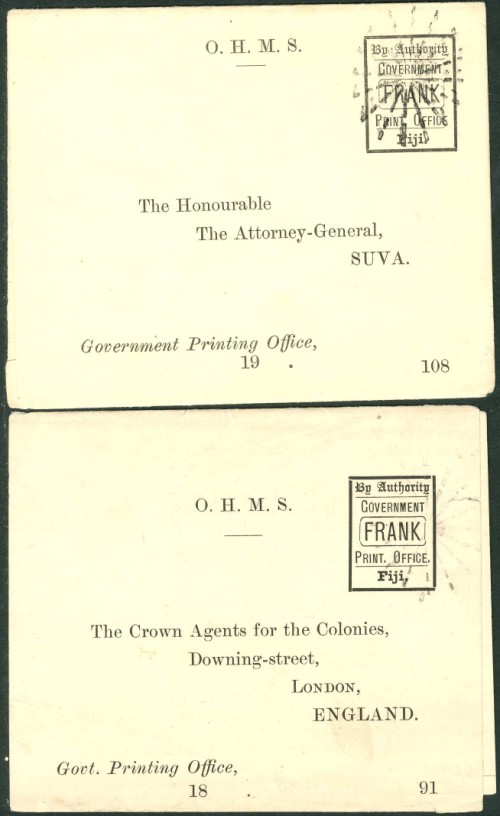 O. H. M. S.
By Authority
GOVERNMENT
FRANK
PRINT. OFFICE
Fiji.
The Honourable
The Attorney-General,
SUVA.
Government Printing Office,
19 .
108
O. H. M. S.
By Authority
GOVERNMENT
FRANK
PRINT. OFFICE.
Fiji.
The Crown Agents for the Colonies,
Downing-street,
LONDON,
ENGLAND.
Govt. Printing Office,
18 .
91